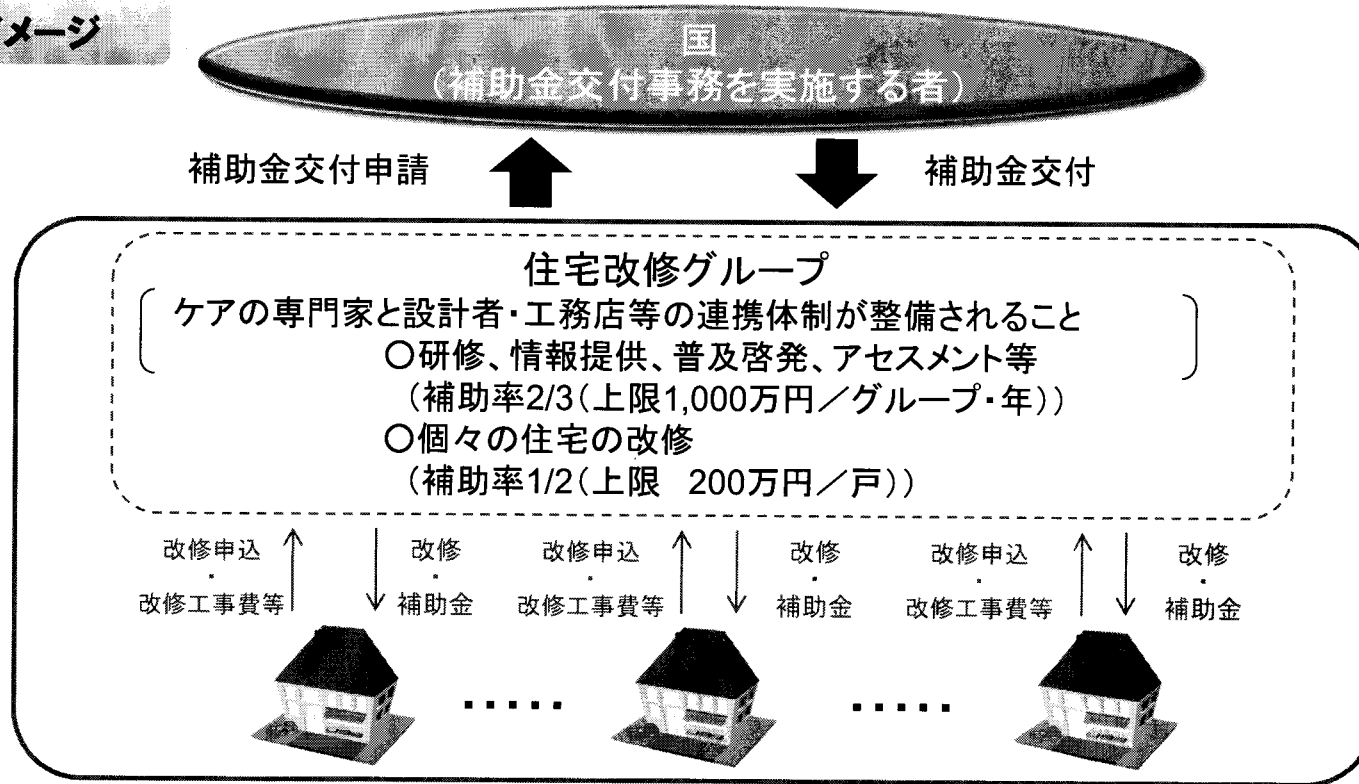 メージ
国
（補助金交付事務を実施する者）
補助金交付申請
補助金交付
住宅改修グループ
ケアの専門家と設計者・工務店等の連携体制が整備されること
○研修、情報提供、普及啓発、アセスメント等
（補助率2/3（上限1,000万円／グループ・年））
○個々の住宅の改修
（補助率1/2（上限　200万円／戸））
改修申込
・
改修工事費等
改修
・
補助金
改修申込
・
改修工事費等
改修
・
補助金
改修申込
・
改修工事費等
改修
・
補助金